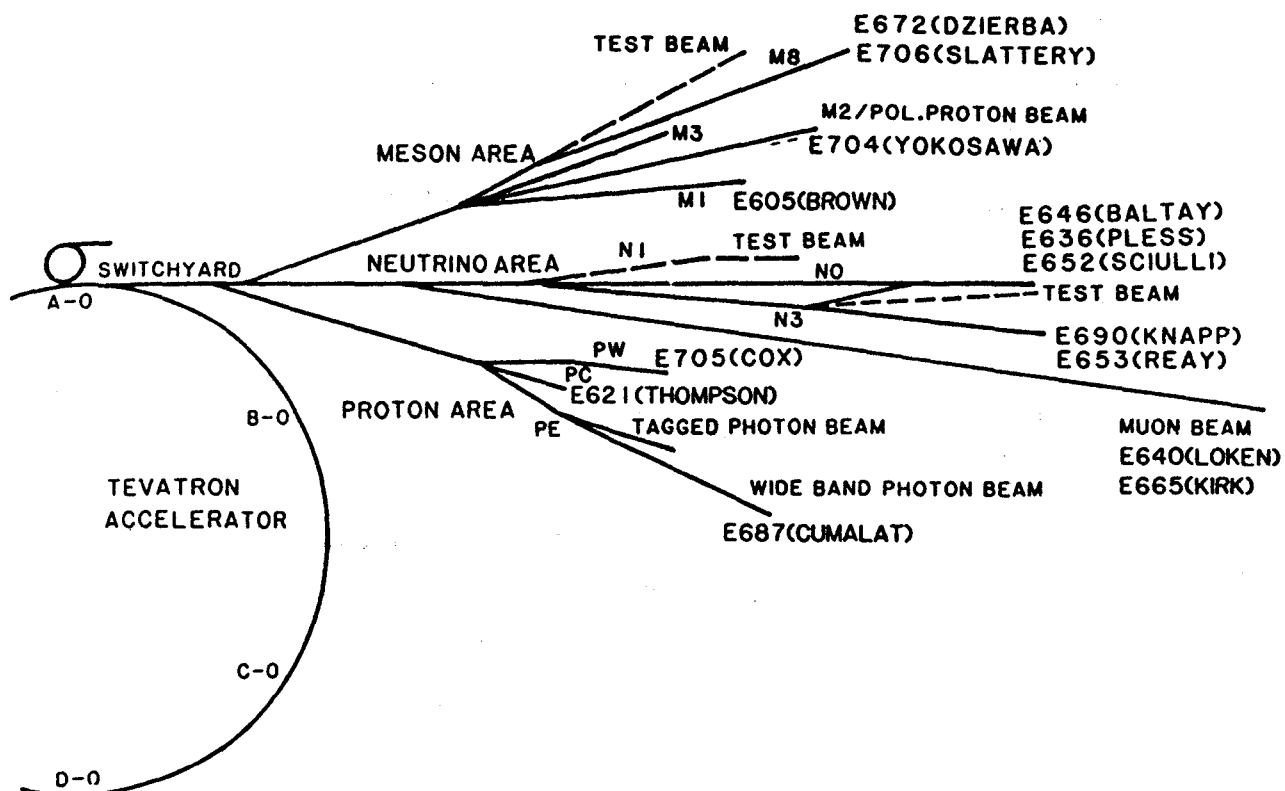 E672(DZIERBA)
TEST BEAM
M8
E706(SLATTERY)
M2/POL.PROTON BEAM
M3
MESON AREA
E704(YOKOSAWA)
M1
E605(BROWN)
E646(BALTAY)
N1
TEST BEAM
E636(PLESS)
SWITCHYARD
NEUTRINO AREA
N0
E652(SCIULLI)
A-0
TEST BEAM
N3
E690(KNAPP)
PW
E705(COX)
E653(REAY)
PC
E621(THOMPSON)
PROTON AREA
B-0
PE
TAGGED PHOTON BEAM
MUON BEAM
E640(LOKEN)
TEVATRON
ACCELERATOR
WIDE BAND PHOTON BEAM
E665(KIRK)
E687(CUMALAT)
C-0
D-0